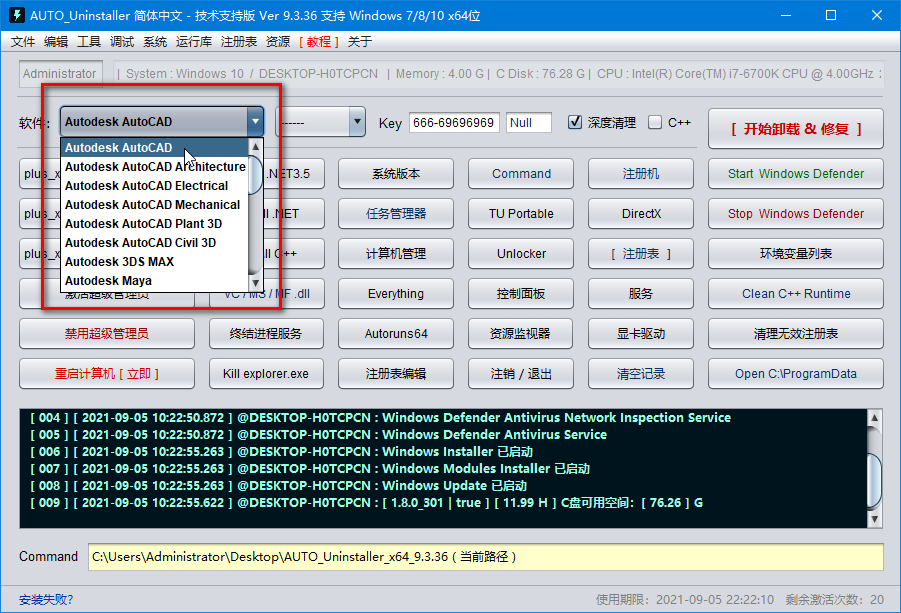 AUTO_Uninstaller 简体中文 - 技术支持版 Ver 9.3.36 支持 Windows 7/8/10 x64位
文件 编辑 工具 调试 系统 运行库 注册表 资源 [ 教程 ] 关于
Administrator | System : Windows 10 / DESKTOP-H0TCPCN | Memory : 4.00 G | C Disk : 76.28 G | CPU : Intel(R) Core(TM) i7-6700K CPU @ 4.00GHz
软件: Autodesk AutoCAD ------ Key 666-69696969 Null 深度清理 C++ [ 开始卸载 & 修复 ]
Autodesk AutoCAD
Autodesk AutoCAD Architecture
Autodesk AutoCAD Electrical
Autodesk AutoCAD Mechanical
Autodesk AutoCAD Plant 3D
Autodesk AutoCAD Civil 3D
Autodesk 3DS MAX
Autodesk Maya
plus_x .NET3.5 系统版本 Command 注册机 Start Windows Defender
plus_x .NET 任务管理器 TU Portable DirectX Stop Windows Defender
plus_x C++ 计算机管理 Unlocker [ 注册表 ] 环境变量列表
激活超级管理员 VC / MS / MF .dll Everything 控制面板 服务 Clean C++ Runtime
禁用超级管理员 终结进程服务 Autoruns64 资源监视器 显卡驱动 清理无效注册表
重启计算机 [ 立即 ] Kill explorer.exe 注册表编辑 注销 / 退出 清空记录 Open C:\ProgramData
[ 004 ] [ 2021-09-05 10:22:50.872 ] @DESKTOP-H0TCPCN : Windows Defender Antivirus Network Inspection Service
[ 005 ] [ 2021-09-05 10:22:50.872 ] @DESKTOP-H0TCPCN : Windows Defender Antivirus Service
[ 006 ] [ 2021-09-05 10:22:55.263 ] @DESKTOP-H0TCPCN : Windows Installer 已启动
[ 007 ] [ 2021-09-05 10:22:55.263 ] @DESKTOP-H0TCPCN : Windows Modules Installer 已启动
[ 008 ] [ 2021-09-05 10:22:55.263 ] @DESKTOP-H0TCPCN : Windows Update 已启动
[ 009 ] [ 2021-09-05 10:22:55.622 ] @DESKTOP-H0TCPCN : [ 1.8.0_301 | true ] [ 11.99 H ] C盘可用空间: [ 76.26 ] G
Command C:\Users\Administrator\Desktop\AUTO_Uninstaller_x64_9.3.36 ( 当前路径 )
安装失败? 使用期限: 2021-09-05 22:22:10 剩余激活次数: 20